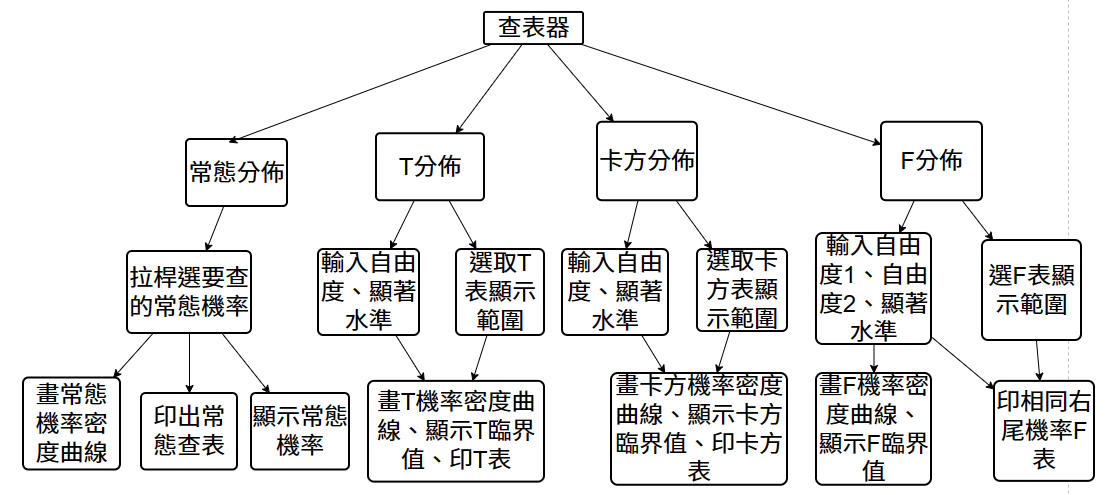 查表器
常態分佈
T分佈
卡方分佈
F分佈
拉桿選要查
的常態機率
輸入自由
度、顯著
水準
選取T
表顯示
範圍
輸入自由
度、顯著
水準
選取卡
方表顯
示範圍
輸入自由
度1、自由
度2、顯著
水準
選F表顯
示範圍
畫常態
機率密
度曲線
印出常
態查表
顯示常態
機率
畫T機率密度曲
線、顯示T臨界
值、印T表
畫卡方機率密度
曲線、顯示卡方
臨界值、印卡方
表
畫F機率密
度曲線、
顯示F臨界
值
印相同右
尾機率F
表